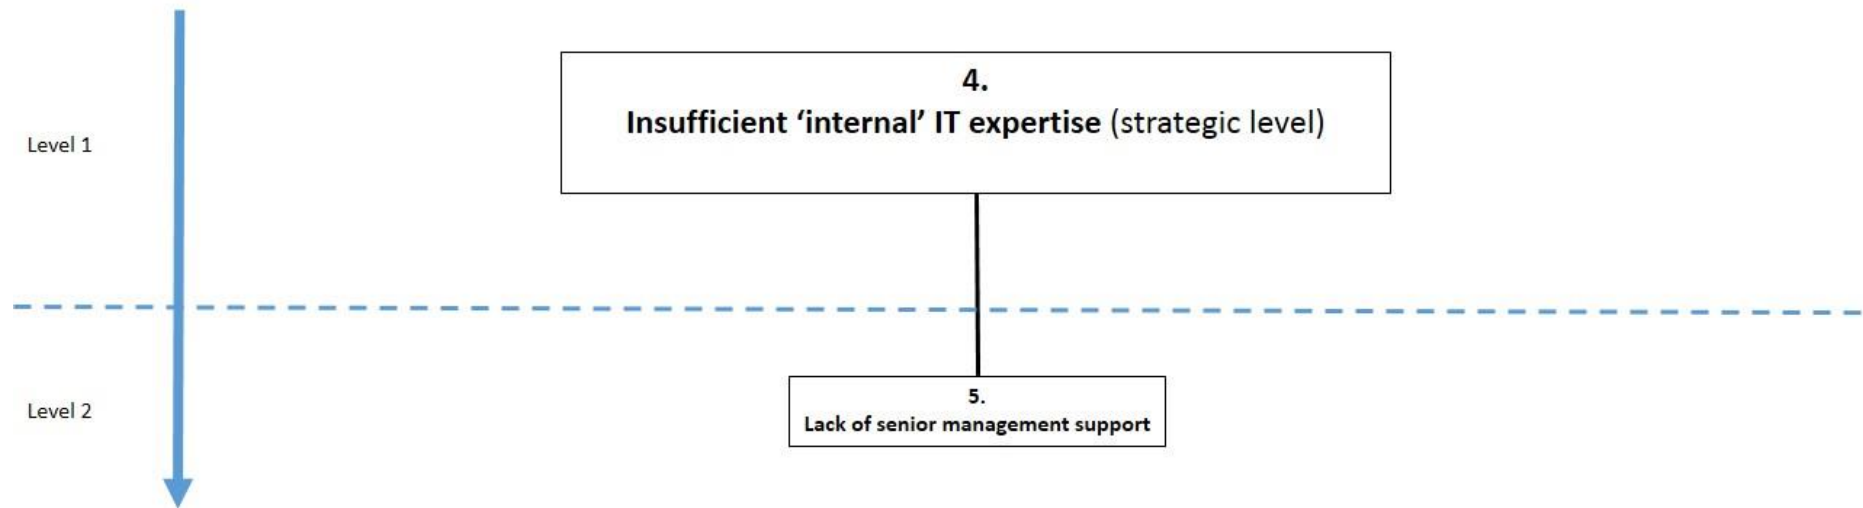 4.
Insufficient ‘internal’ IT expertise (strategic level)
Level 1
5.
Level 2
Lack of senior management support